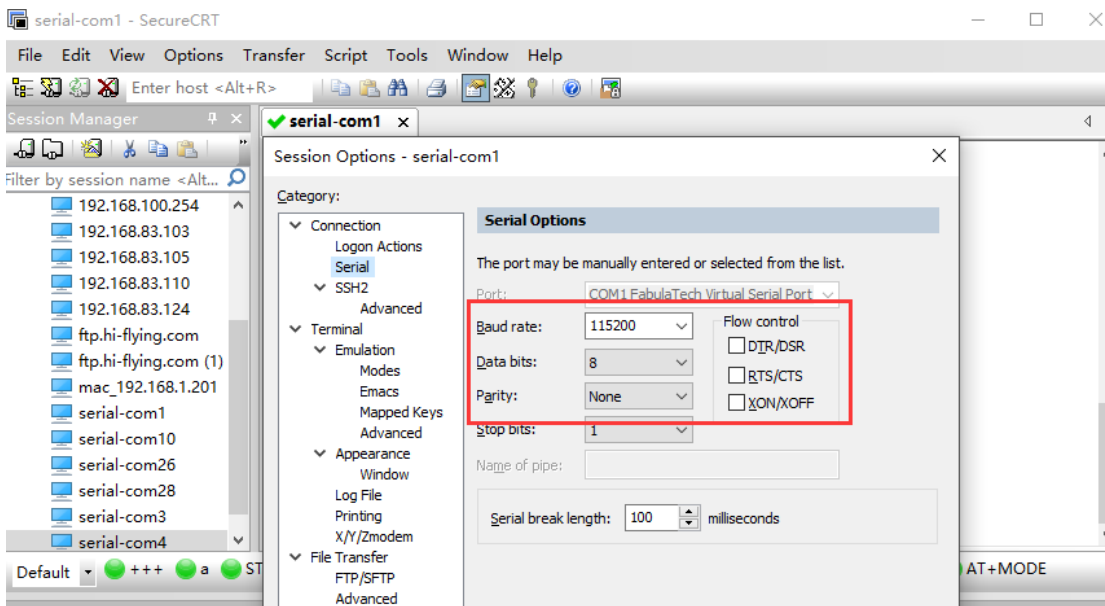 serial-com1 - SecureCRT
File Edit View Options Transfer Script Tools Window Help
Enter host <Alt+R>
Session Manager
serial-com1
Filter by session name <Alt...
192.168.100.254
192.168.83.103
192.168.83.105
192.168.83.110
192.168.83.124
ftp.hi-flying.com
ftp.hi-flying.com (1)
mac_192.168.1.201
serial-com1
serial-com10
serial-com26
serial-com28
serial-com3
serial-com4
Session Options - serial-com1
Category:
Connection
Logon Actions
Serial
SSH2
Advanced
Terminal
Emulation
Modes
Emacs
Mapped Keys
Advanced
Appearance
Window
Log File
Printing
X/Y/Zmodem
File Transfer
FTP/SFTP
Advanced
Serial Options
The port may be manually entered or selected from the list.
Port: COM1 FabulaTech Virtual Serial Port
Baud rate: 115200
Data bits: 8
Parity: None
Stop bits: 1
Flow control
DTR/DSR
RTS/CTS
XON/XOFF
Name of pipe:
Serial break length: 100 milliseconds
Default +++ a ST AT+MODE